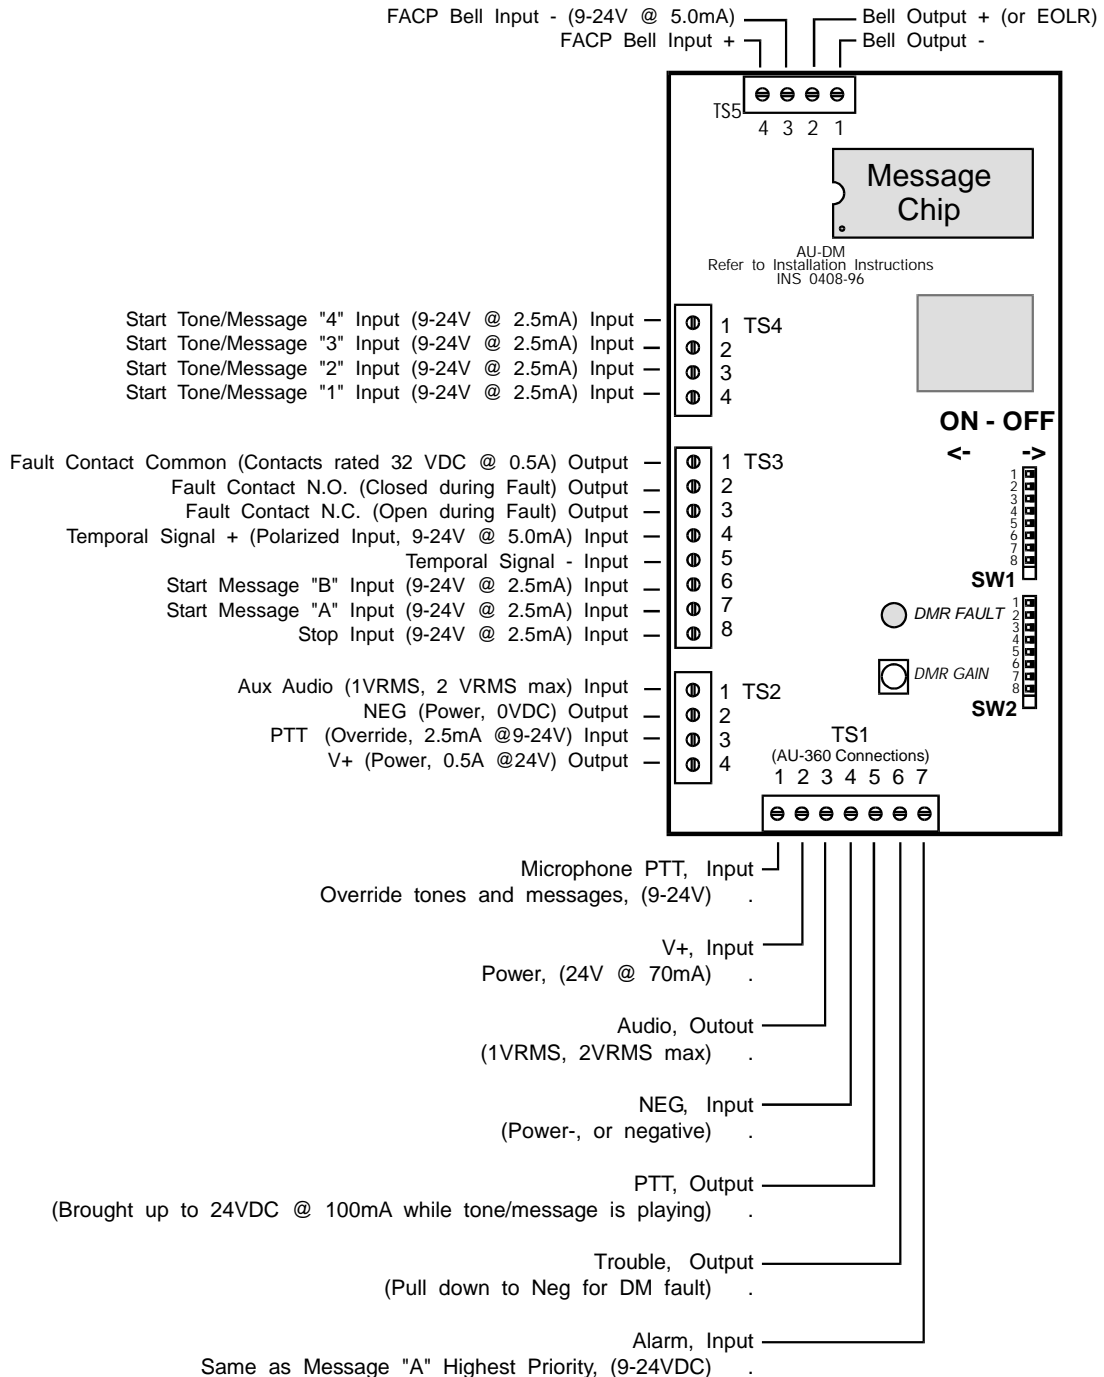 FACP Bell Input - (9-24V @ 5.0mA)
Bell Output + (or EOLR)
FACP Bell Input +
Bell Output -
TS5
4 3 2 1
Message
Chip
AU-DM
Refer to Installation Instructions
INS 0408-96
Start Tone/Message "4" Input (9-24V @ 2.5mA) Input
1 TS4
Start Tone/Message "3" Input (9-24V @ 2.5mA) Input
2
Start Tone/Message "2" Input (9-24V @ 2.5mA) Input
3
Start Tone/Message "1" Input (9-24V @ 2.5mA) Input
4
ON - OFF
<- ->
Fault Contact Common (Contacts rated 32 VDC @ 0.5A) Output
1 TS3
Fault Contact N.O. (Closed during Fault) Output
2
Fault Contact N.C. (Open during Fault) Output
3
Temporal Signal + (Polarized Input, 9-24V @ 5.0mA) Input
4
Temporal Signal - Input
5
Start Message "B" Input (9-24V @ 2.5mA) Input
6
Start Message "A" Input (9-24V @ 2.5mA) Input
7
Stop Input (9-24V @ 2.5mA) Input
8
1
2
3
4
5
6
7
8
SW1
DMR FAULT
DMR GAIN
1
2
3
4
5
6
7
8
SW2
Aux Audio (1VRMS, 2 VRMS max) Input
1 TS2
NEG (Power, 0VDC) Output
2
PTT (Override, 2.5mA @9-24V) Input
3
V+ (Power, 0.5A @24V) Output
4
TS1
(AU-360 Connections)
1 2 3 4 5 6 7
Microphone PTT, Input
Override tones and messages, (9-24V) .
V+, Input
Power, (24V @ 70mA) .
Audio, Outout
(1VRMS, 2VRMS max) .
NEG, Input
(Power-, or negative) .
PTT, Output
(Brought up to 24VDC @ 100mA while tone/message is playing) .
Trouble, Output
(Pull down to Neg for DM fault) .
Alarm, Input
Same as Message "A" Highest Priority, (9-24VDC) .